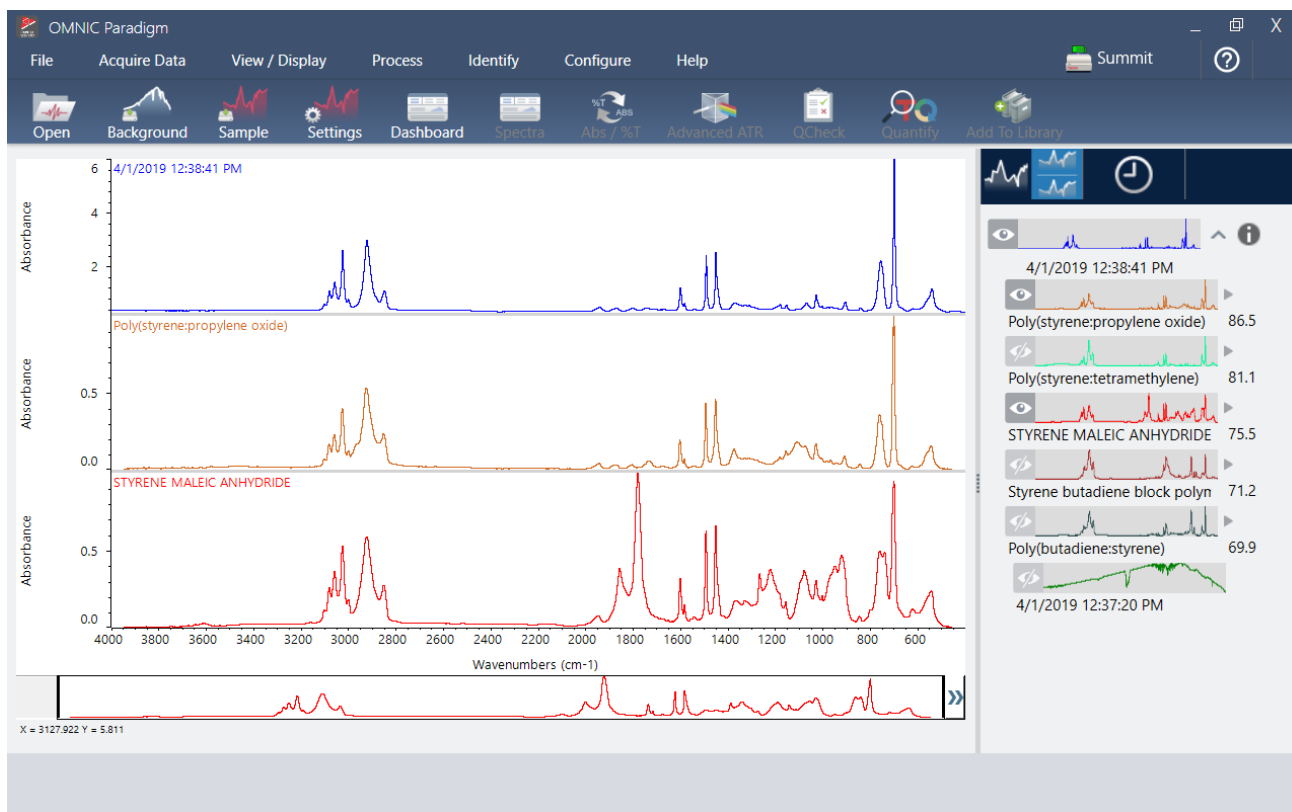 OMNIC Paradigm
_ X
File Acquire Data View / Display Process Identify Configure Help Summit ?
%T ABS
Open Background Sample Settings Dashboard Spectra Abs / %T Advanced ATR QCheck Quantify Add To Library
4/1/2019 12:38:41 PM
Absorbance
6
4
2
Poly(styrene:propylene oxide)
Absorbance
0.5
0.0
STYRENE MALEIC ANHYDRIDE
Absorbance
0.5
0.0
4000 3800 3600 3400 3200 3000 2800 2600 2400 2200 2000 1800 1600 1400 1200 1000 800 600
Wavenumbers (cm-1)
X = 3127.922 Y = 5.811
4/1/2019 12:38:41 PM
Poly(styrene:propylene oxide) 86.5
Poly(styrene:tetramethylene) 81.1
STYRENE MALEIC ANHYDRIDE 75.5
Styrene butadiene block polyn 71.2
Poly(butadiene:styrene) 69.9
4/1/2019 12:37:20 PM